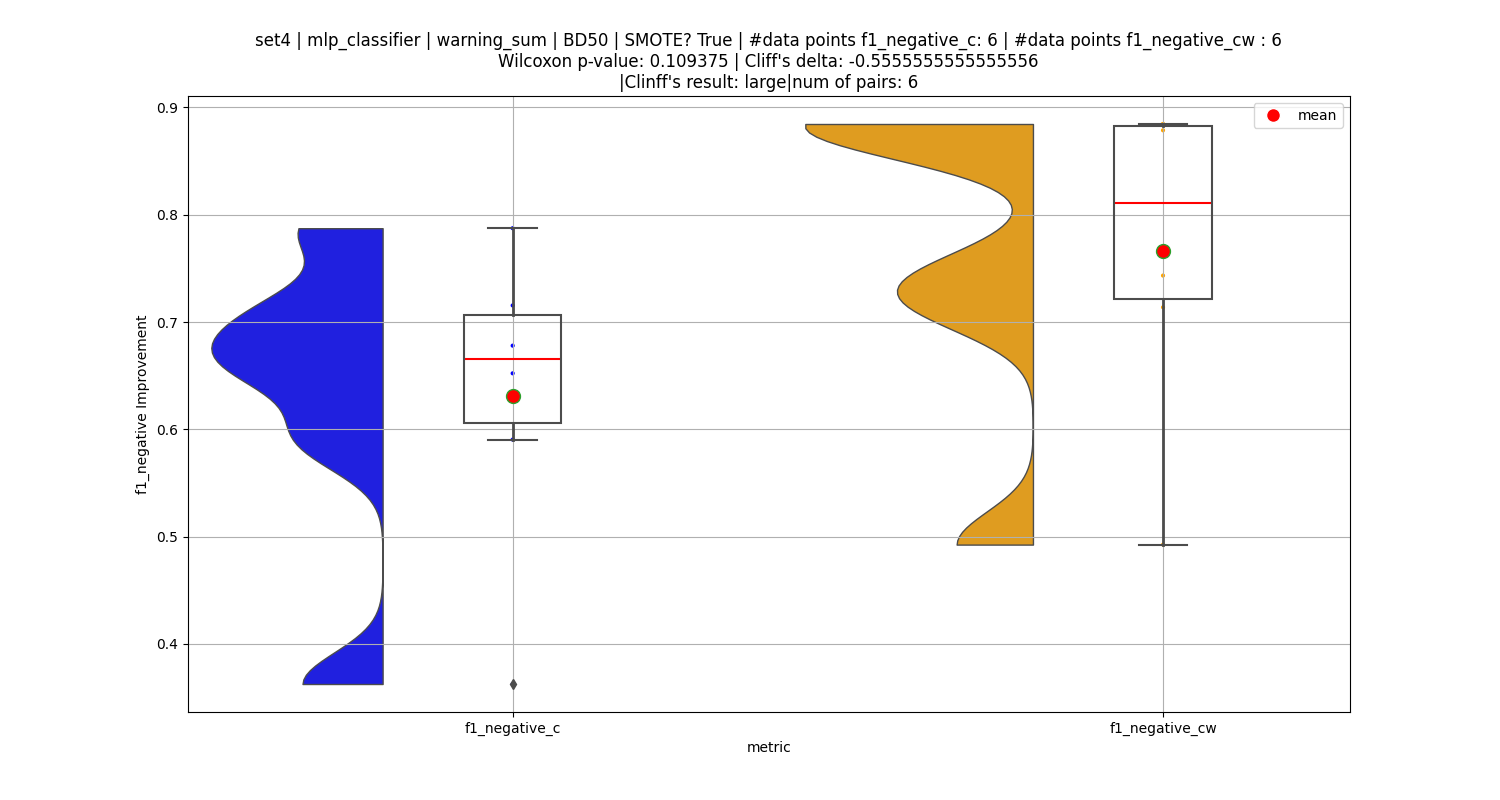 set4 | mlp_classifier | warning_sum | BD50 | SMOTE? True | #data points f1_negative_c: 6 | #data points f1_negative_cw : 6
Wilcoxon p-value: 0.109375 | Cliff's delta: -0.5555555555555556
|Clinff's result: large|num of pairs: 6
mean
f1_negative Improvement
0.9
0.8
0.7
0.6
0.5
0.4
f1_negative_c
f1_negative_cw
metric